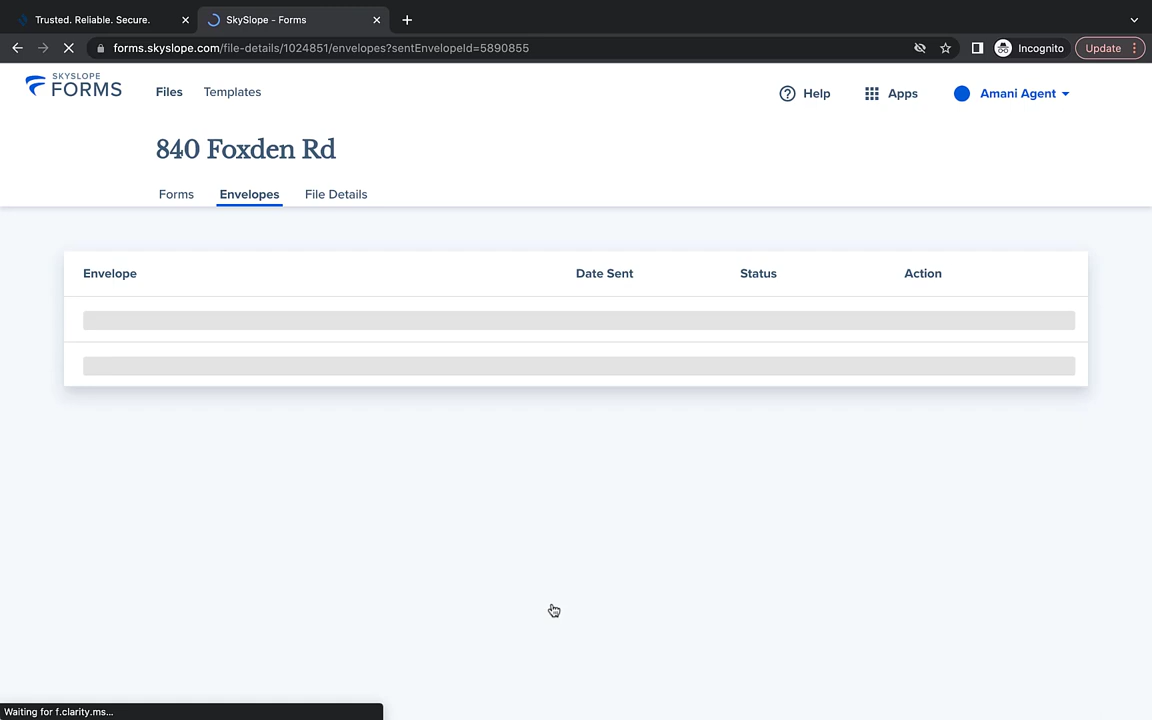 Trusted. Reliable. Secure.
SkySlope - Forms
forms.skyslope.com/file-details/1024851/envelopes?sentEnvelopeId=5890855
Incognito
Update
SKYSLOPE
FORMS
Files
Templates
Help
Apps
Amani Agent
840 Foxden Rd
Forms
Envelopes
File Details
Envelope
Date Sent
Status
Action
Waiting for f.clarity.ms...